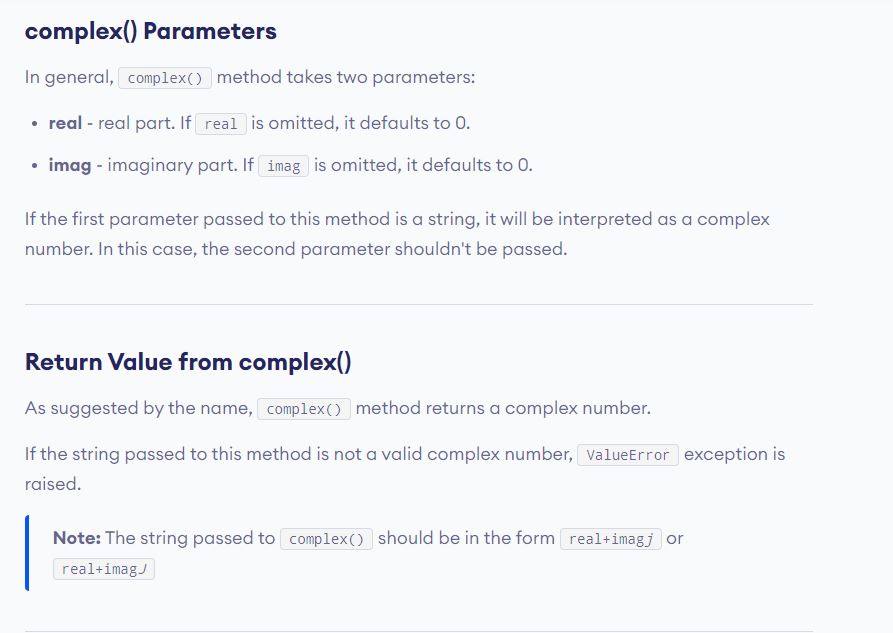 complex() Parameters
In general, complex() method takes two parameters:
• real - real part. If real is omitted, it defaults to 0.
• imag - imaginary part. If imag is omitted, it defaults to 0.
If the first parameter passed to this method is a string, it will be interpreted as a complex
number. In this case, the second parameter shouldn't be passed.
Return Value from complex()
As suggested by the name, complex() method returns a complex number.
If the string passed to this method is not a valid complex number, ValueError exception is
raised.
Note: The string passed to complex() should be in the form real+imagj or
real+imagJ